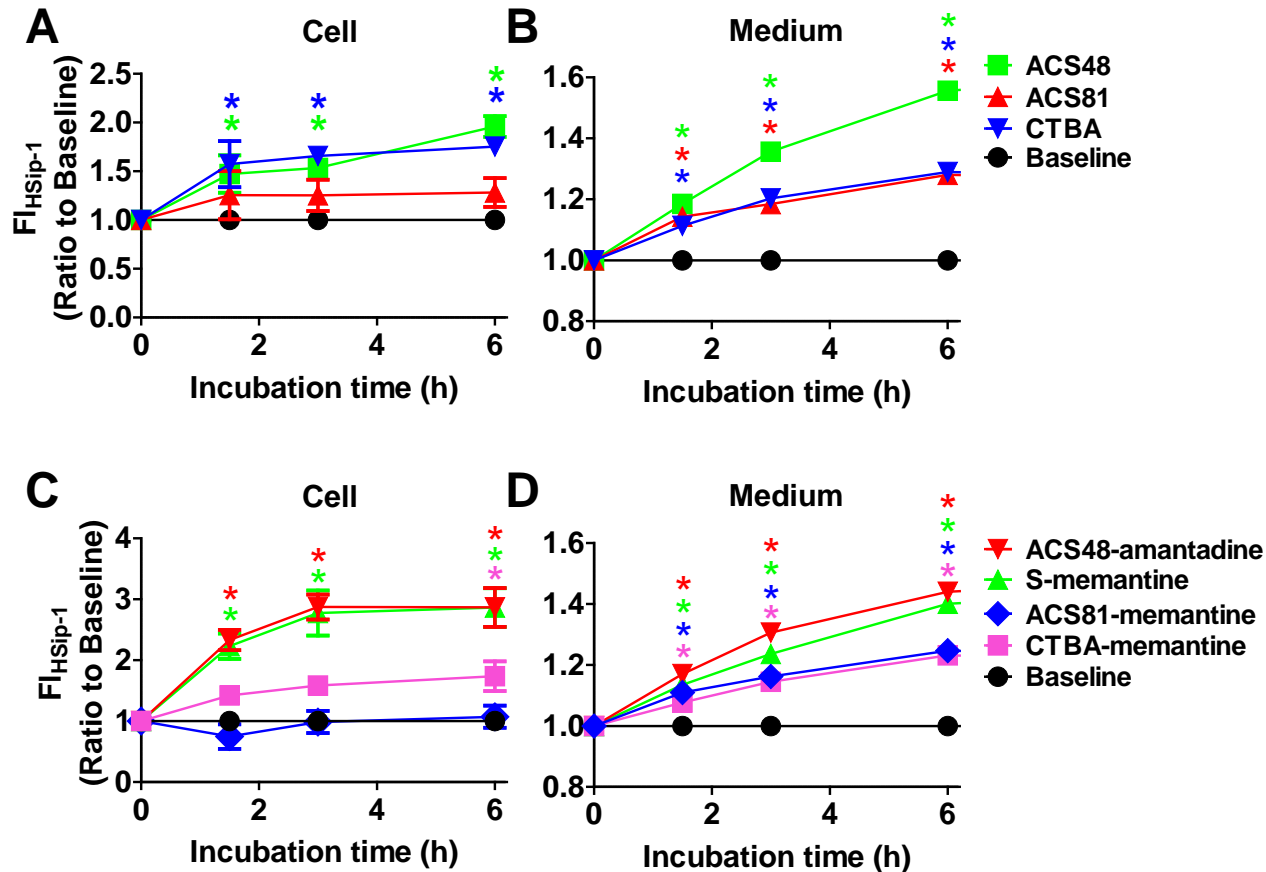 A
Cell
B
Medium
FI HSip-1
(Ratio to Baseline)
2.5
2.0
1.5
1.0
0.5
0.0
0 2 4 6
Incubation time (h)
* * * * * *
1.6
1.4
1.2
1.0
0.8
0 2 4 6
Incubation time (h)
* * * * * * * * *
ACS48
ACS81
CTBA
Baseline
C
Cell
D
Medium
FI HSip-1
(Ratio to Baseline)
4
3
2
1
0
0 2 4 6
Incubation time (h)
* * * * * * *
1.6
1.4
1.2
1.0
0.8
0 2 4 6
Incubation time (h)
* * * * * * * * * * * *
ACS48-amantadine
S-memantine
ACS81-memantine
CTBA-memantine
Baseline